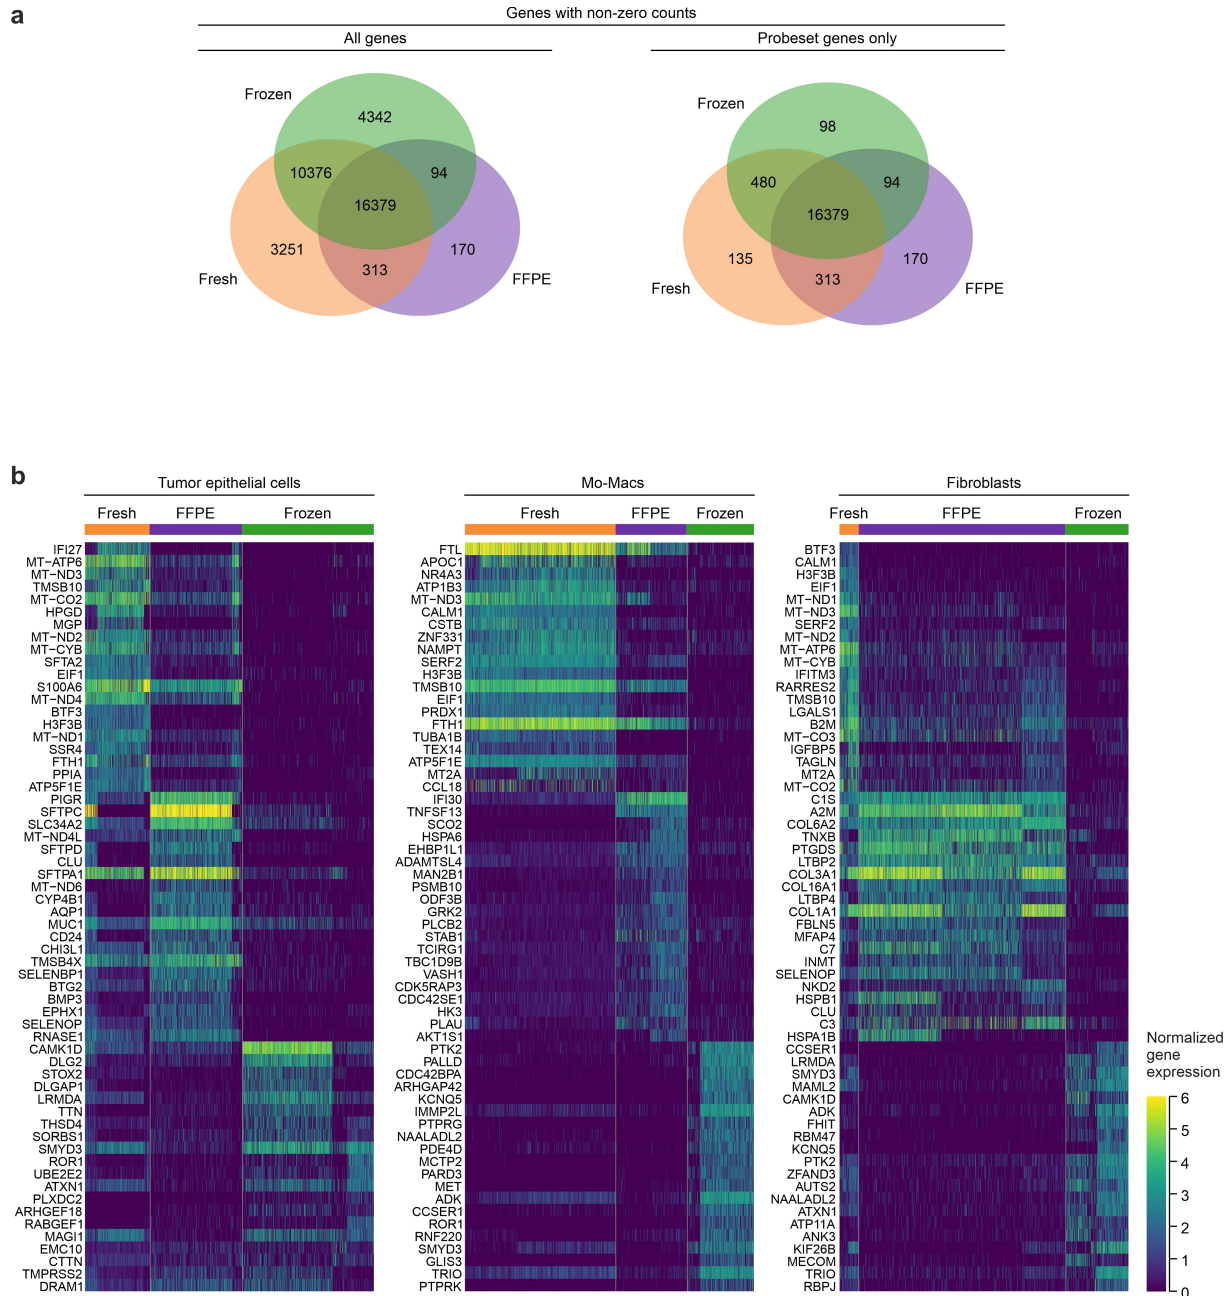 a
Genes with non-zero counts
All genes
Probeset genes only
Frozen
4342
10376
94
16379
3251
170
313
Fresh
FFPE
Frozen
98
480
94
16379
135
170
313
Fresh
FFPE
b
Tumor epithelial cells
Fresh
FFPE
Frozen
IFI27
MT−ATP6
MT−ND3
TMSB10
MT−CO2
HPGD
MGP
MT−ND2
MT−CYB
SFTA2
EIF1
S100A6
MT−ND4
BTF3
H3F3B
MT−ND1
SSR4
FTH1
PPIA
ATP5F1E
PIGR
SFTPC
SLC34A2
MT−ND4L
SFTPD
CLU
SFTPA1
MT−ND6
CYP4B1
AQP1
MUC1
CD24
CHI3L1
TMSB4X
SELENBP1
BTG2
BMP3
EPHX1
SELENOP
RNASE1
CAMK1D
DLG2
STOX2
DLGAP1
LRMDA
TTN
THSD4
SORBS1
SMYD3
ROR1
UBE2E2
ATXN1
PLXDC2
ARHGEF18
RABGEF1
MAGI1
EMC10
CTTN
TMPRSS2
DRAM1
Mo-Macs
Fresh
FFPE
Frozen
FTL
APOC1
NR4A3
ATP1B3
MT−ND3
CALM1
CSTB
ZNF331
NAMPT
SERF2
H3F3B
TMSB10
EIF1
PRDX1
FTH1
TUBA1B
TEX14
ATP5F1E
MT2A
CCL18
IFI30
TNFSF13
SCO2
HSPA6
EHBP1L1
ADAMTSL4
MAN2B1
PSMB10
ODF3B
GRK2
PLCB2
STAB1
TCIRG1
TBC1D9B
VASH1
CDK5RAP3
CDC42SE1
HK3
PLAU
AKT1S1
PTK2
PALLD
CDC42BPA
ARHGAP42
KCNQ5
IMMP2L
PTPRG
NAALADL2
PDE4D
MCTP2
PARD3
MET
ADK
CCSER1
ROR1
RNF220
SMYD3
GLIS3
TRIO
PTPRK
Fibroblasts
Fresh
FFPE
Frozen
BTF3
CALM1
H3F3B
EIF1
MT−ND1
MT−ND3
SERF2
MT−ND2
MT−ATP6
MT−CYB
IFITM3
RARRES2
TMSB10
LGALS1
B2M
MT−CO3
IGFBP5
TAGLN
MT2A
MT−CO2
C1S
A2M
COL6A2
TNXB
PTGDS
LTBP2
COL3A1
COL16A1
LTBP4
COL1A1
FBLN5
MFAP4
C7
INMT
SELENOP
NKD2
HSPB1
CLU
C3
HSPA1B
CCSER1
LRMDA
SMYD3
MAML2
CAMK1D
ADK
FHIT
RBM47
KCNQ5
PTK2
ZFAND3
AUTS2
NAALADL2
ATXN1
ATP11A
ANK3
KIF26B
MECOM
TRIO
RBPJ
Normalized
gene
expression
6
5
4
3
2
1
0